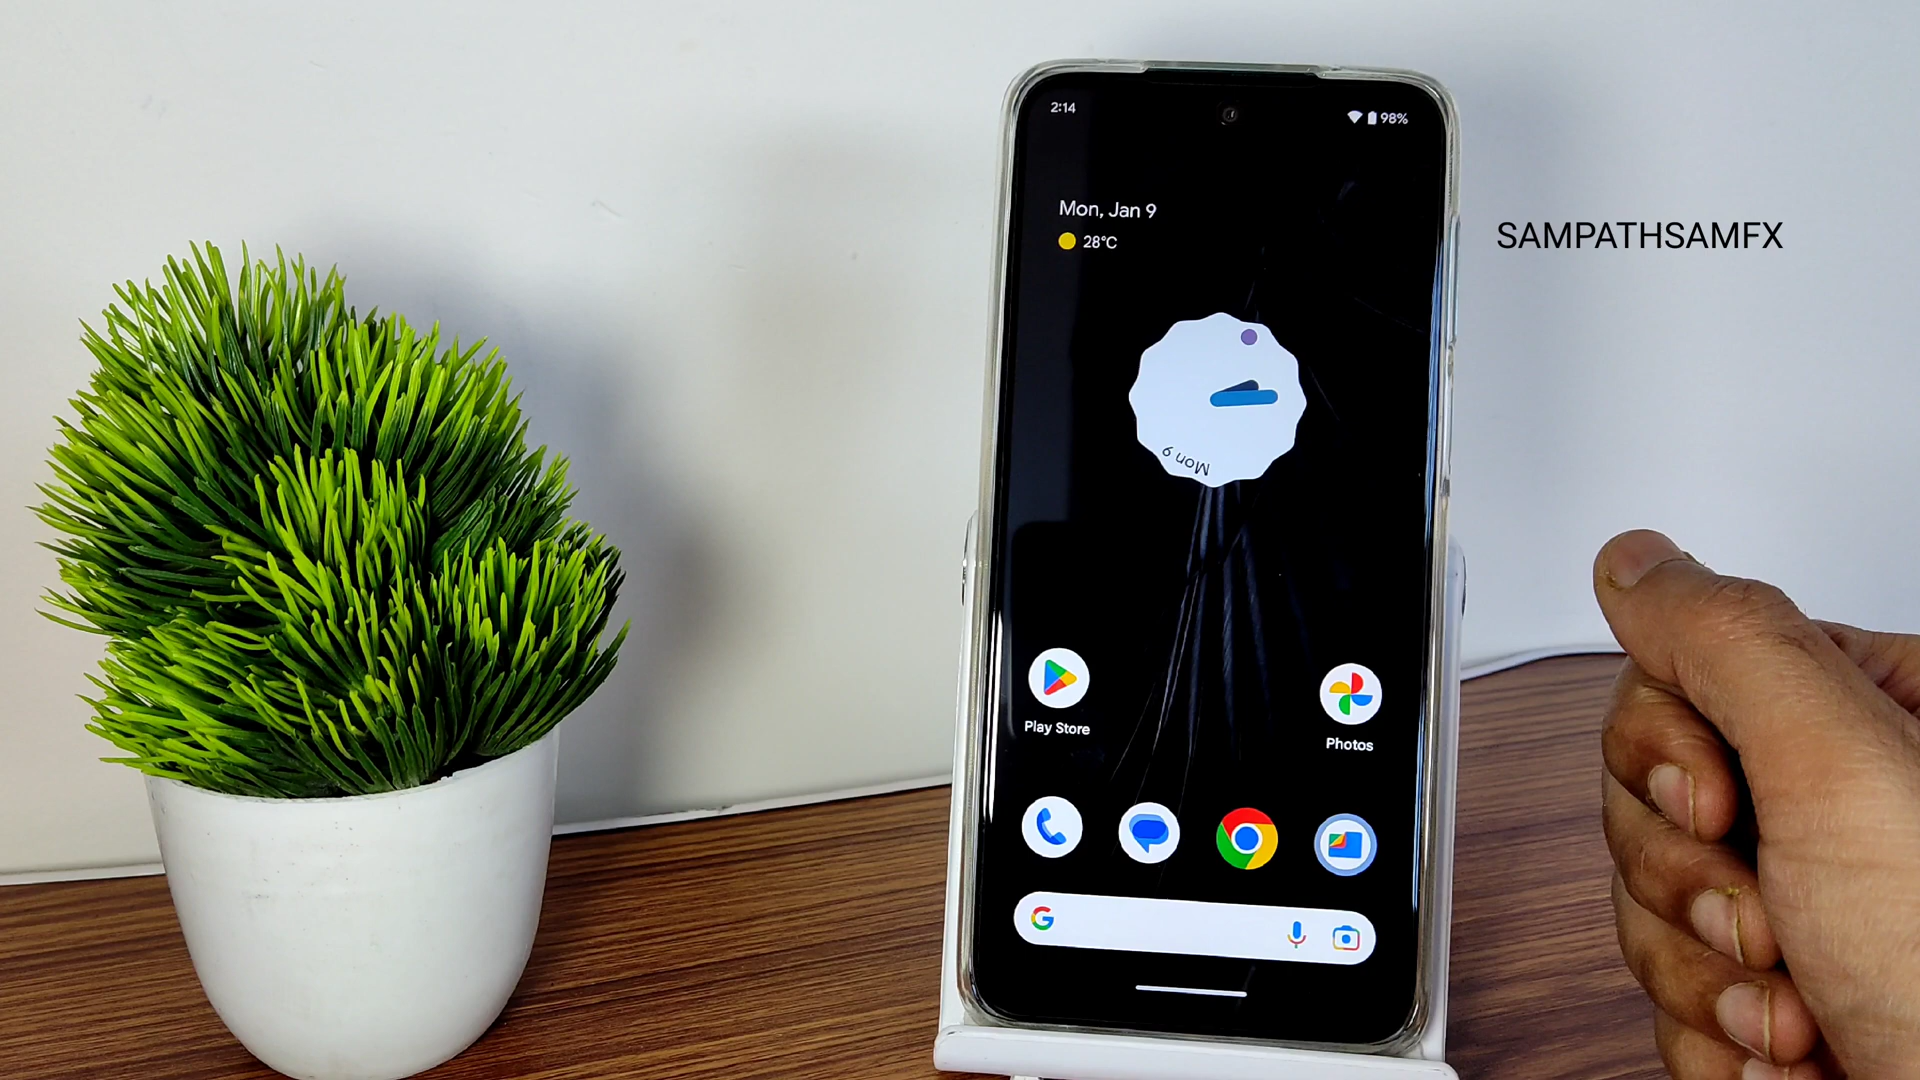 2:14
98%
Mon, Jan 9
28°C
SAMPATHSAMFX
Mon 9
Play Store
Photos
G